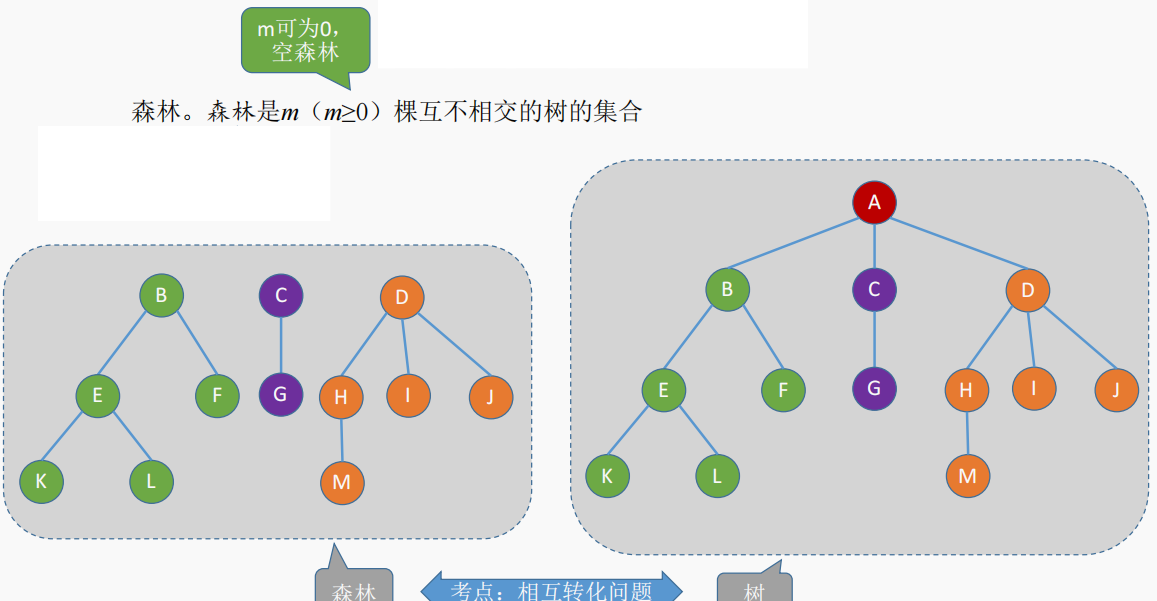 m可为0，
空森林
森林。森林是m（m≥0）棵互不相交的树的集合
A
B C D
B C D
E F G H I J
E F G H I J
K L M
K L M
森林
考点：相互转化问题
树